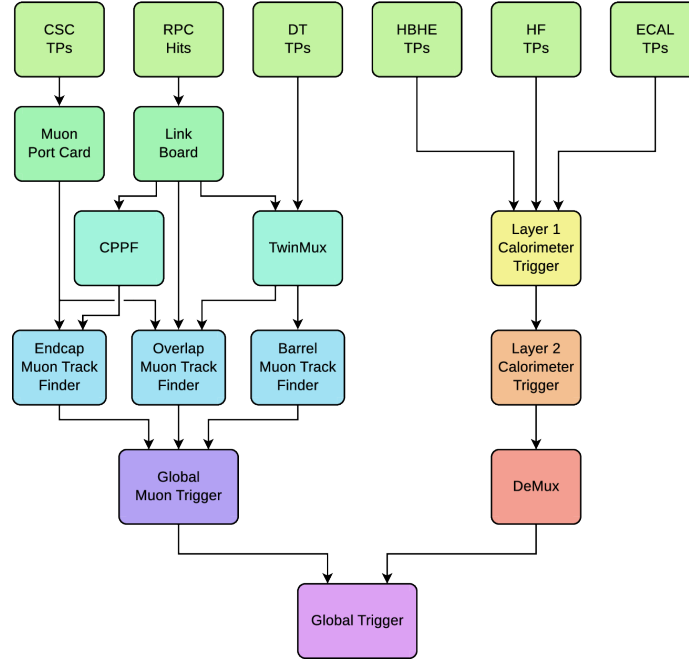 CSC
TPs
RPC
Hits
DT
TPs
HBHE
TPs
HF
TPs
ECAL
TPs
Muon
Port Card
Link
Board
CPPF
TwinMux
Layer 1
Calorimeter
Trigger
Endcap
Muon Track
Finder
Overlap
Muon Track
Finder
Barrel
Muon Track
Finder
Layer 2
Calorimeter
Trigger
Global
Muon Trigger
DeMux
Global Trigger